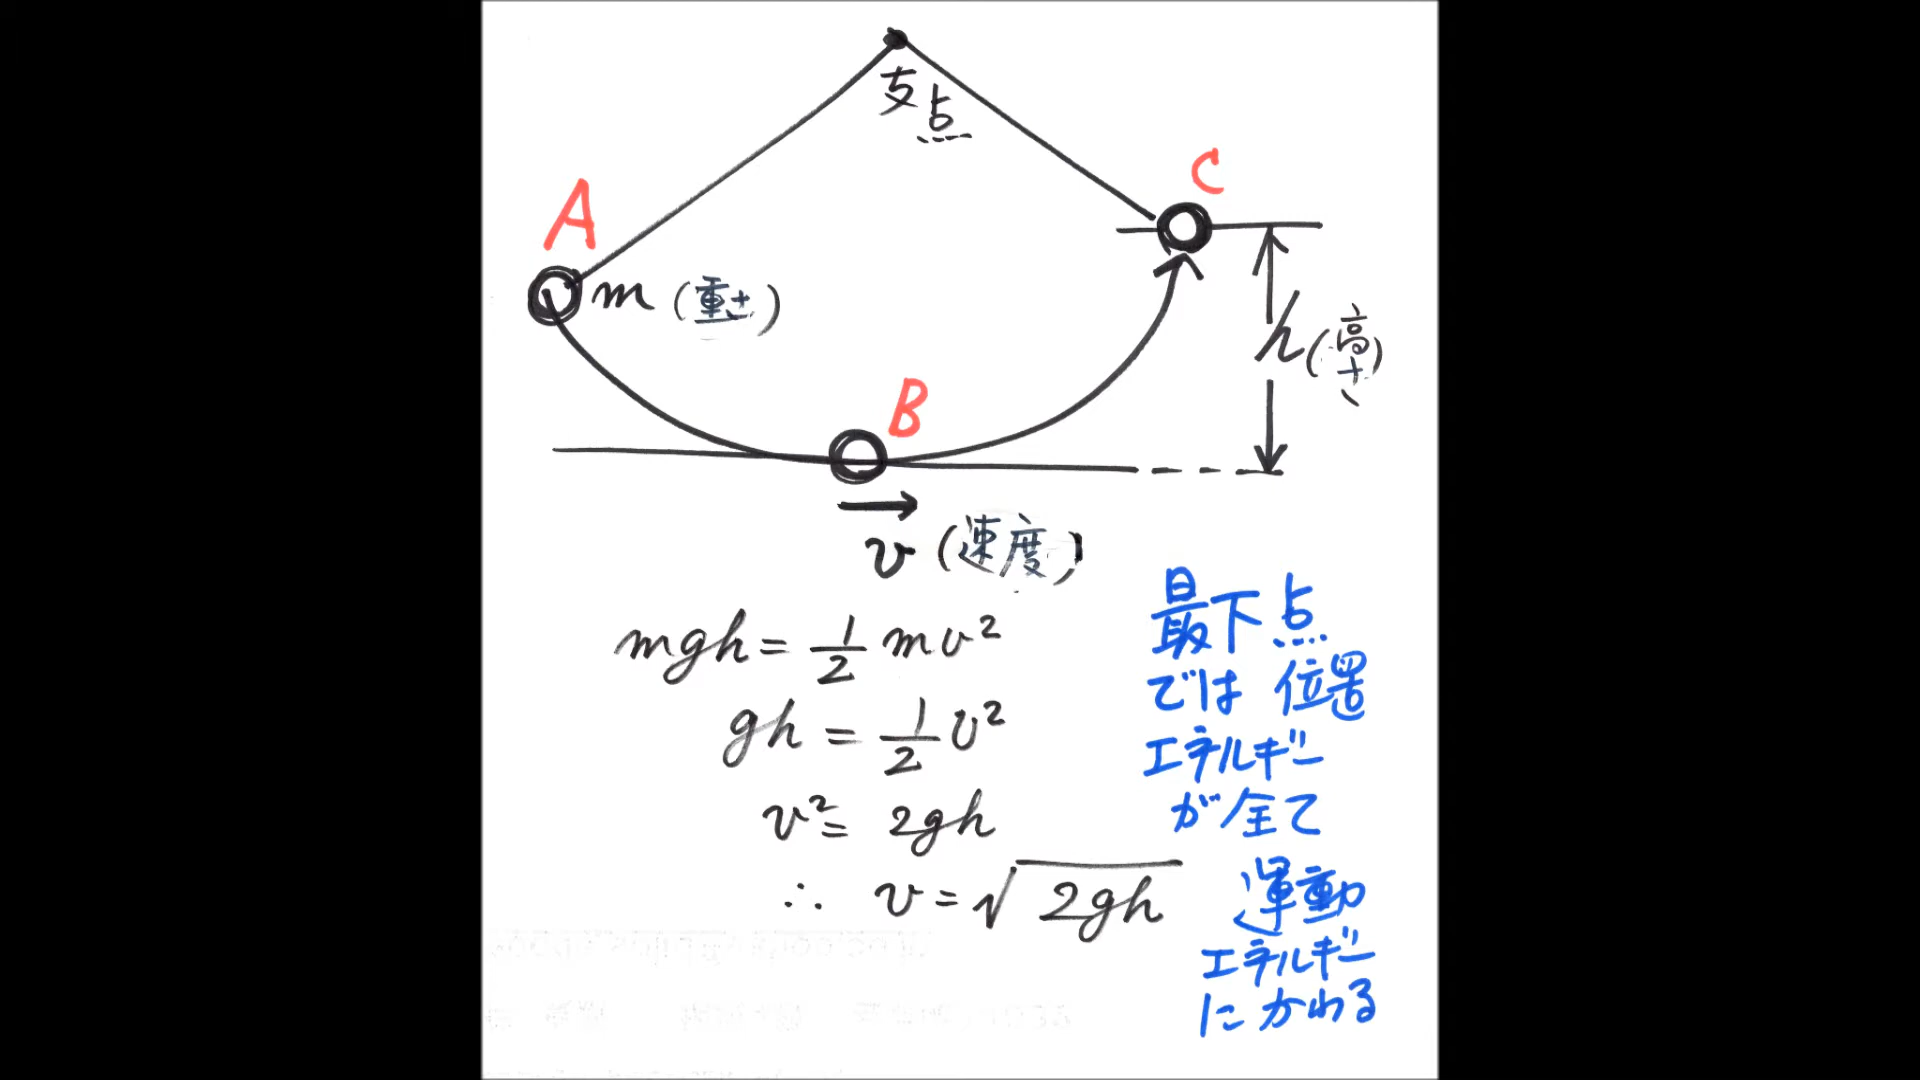 支点
A
C
m (重さ)
h (高さ)
B
v (速度)
mgh = 1/2 mv²
gh = 1/2 v²
v² = 2gh
∴ v = √2gh
最下点
では 位置
エネルギー
が全て
運動
エネルギー
にかわる